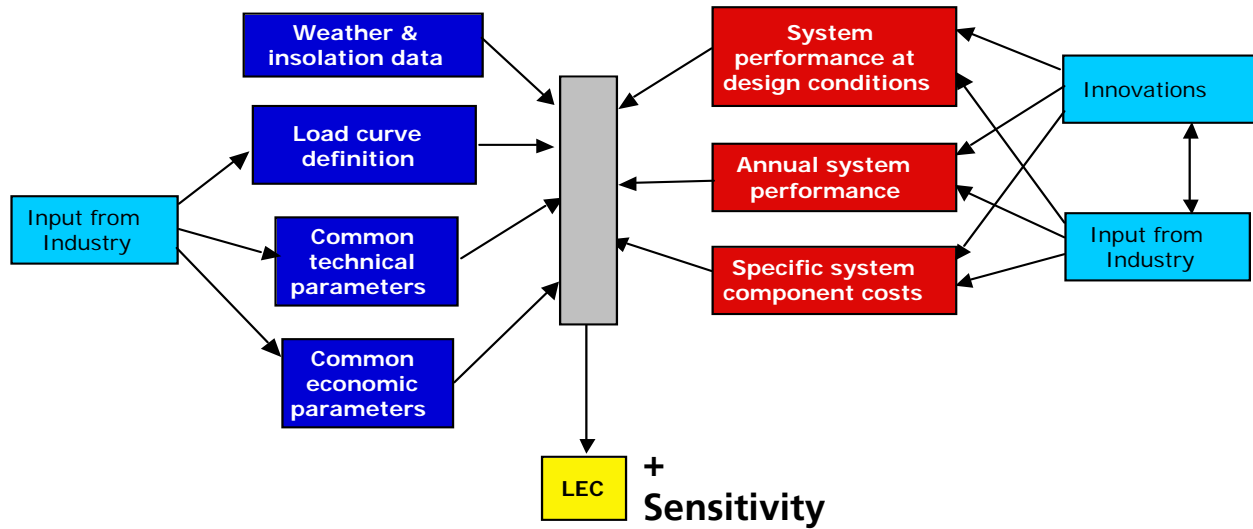 Weather &
insolation data
Load curve
definition
Input from
Industry
Common
technical
parameters
Common
economic
parameters
System
performance at
design conditions
Annual system
performance
Specific system
component costs
Innovations
Input from
Industry
LEC
+
Sensitivity